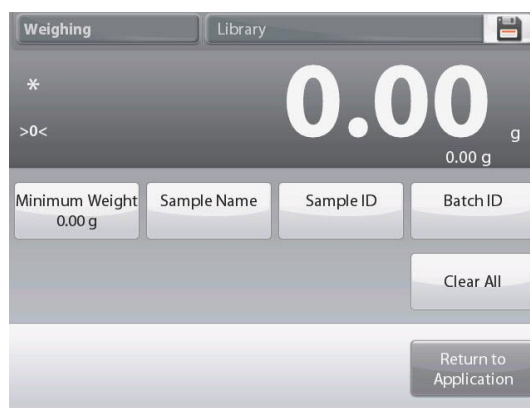 Weighing
Library
*
0.00
>0<
g
0.00 g
Minimum Weight
0.00 g
Sample Name
Sample ID
Batch ID
Clear All
Return to
Application